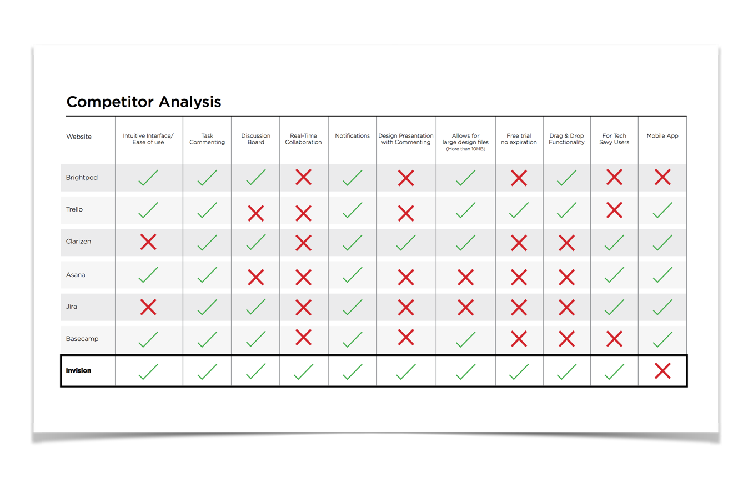 Competitor Analysis
Website
Intuitive Interface/
Ease of use
Task
Commenting
Discussion
Board
Real-Time
Collaboration
Notifications
Design Presentation
with Commenting
Allows for
large design files
(more than 10MB)
Free trial
no expiration
Drag & Drop
Functionality
For Tech
Savy Users
Mobile App
Brightpod
Trello
Clarizen
Asana
Jira
Basecamp
Invision